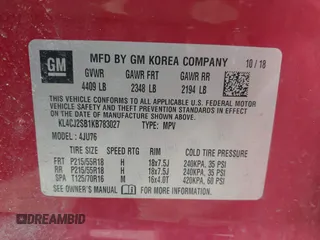 GM
MFD BY GM KOREA COMPANY 10/18
GVWR GAWR FRT GAWR RR
4409 LB 2348 LB 2194 LB
THIS VEHICLE CONFORMS TO ALL APPLICABLE U.S. FEDERAL MOTOR
VEHICLE SAFETY AND THEFT PREVENTION STANDARDS IN EFFECT
ON THE DATE OF MANUFACTURE SHOWN ABOVE.
KL4CJ2SB1KB783027 TYPE: MPV
MODEL: 4JU76
TIRE SIZE SPEED RTG RIM COLD TIRE PRESSURE
FRT P215/55R18 H 18x7.5J 240KPA, 35 PSI
RR P215/55R18 H 18x7.5J 240KPA, 35 PSI
SPA T125/70R16 M 16x4.0T 420KPA, 60 PSI
SEE OWNER'S MANUAL FOR ADDITIONAL INFORMATION
DREAMBID